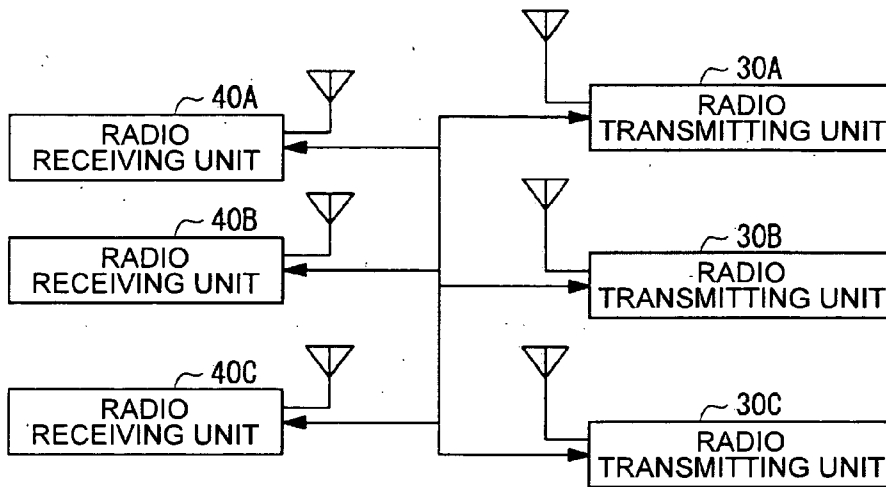 40A
RADIO
RECEIVING UNIT
30A
RADIO
TRANSMITTING UNIT
40B
RADIO
RECEIVING UNIT
30B
RADIO
TRANSMITTING UNIT
40C
RADIO
RECEIVING UNIT
30C
RADIO
TRANSMITTING UNIT